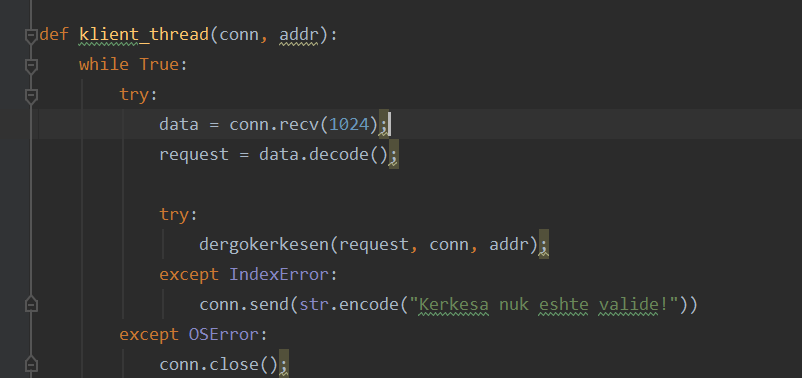 def klient_thread(conn, addr):
    while True:
        try:
            data = conn.recv(1024);
            request = data.decode();
            try:
                dergokerkesen(request, conn, addr);
            except IndexError:
                conn.send(str.encode("Kerkesa nuk eshte valide!"))
        except OSError:
            conn.close();